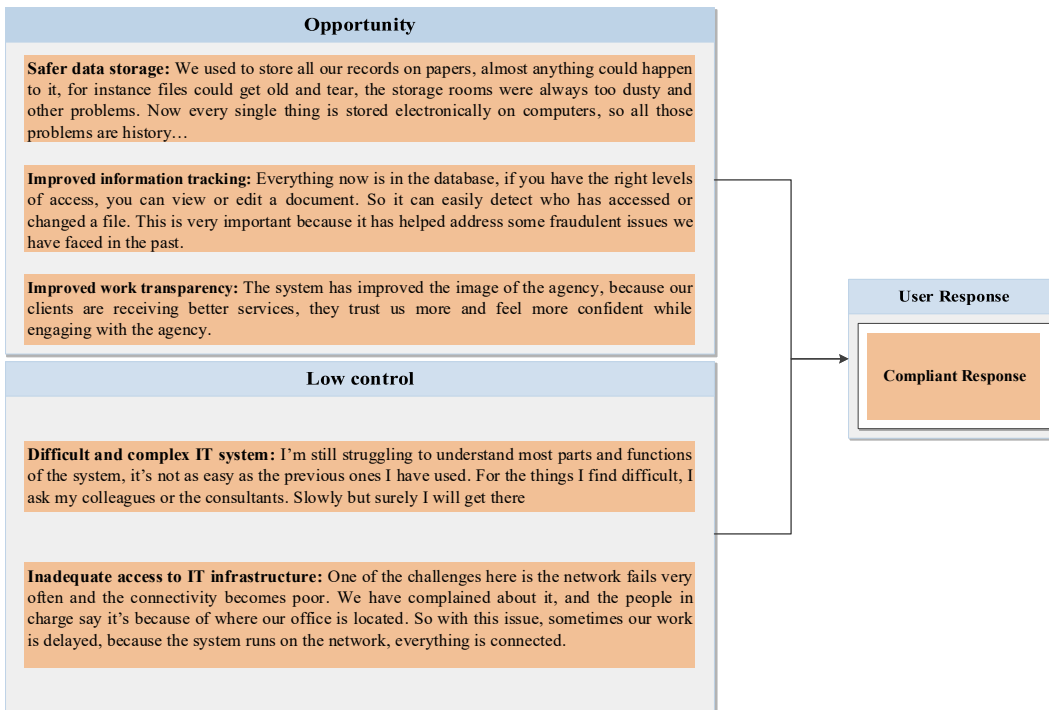 Opportunity
Safer data storage: We used to store all our records on papers, almost anything could happen
to it, for instance files could get old and tear, the storage rooms were always too dusty and
other problems. Now every single thing is stored electronically on computers, so all those
problems are history…
Improved information tracking: Everything now is in the database, if you have the right levels
of access, you can view or edit a document. So it can easily detect who has accessed or
changed a file. This is very important because it has helped address some fraudulent issues we
have faced in the past.
Improved work transparency: The system has improved the image of the agency, because our
clients are receiving better services, they trust us more and feel more confident while
engaging with the agency.
Low control
Difficult and complex IT system: I'm still struggling to understand most parts and functions
of the system, it's not as easy as the previous ones I have used. For the things I find difficult, I
ask my colleagues or the consultants. Slowly but surely I will get there
Inadequate access to IT infrastructure: One of the challenges here is the network fails very
often and the connectivity becomes poor. We have complained about it, and the people in
charge say it's because of where our office is located. So with this issue, sometimes our work
is delayed, because the system runs on the network, everything is connected.
User Response
Compliant Response